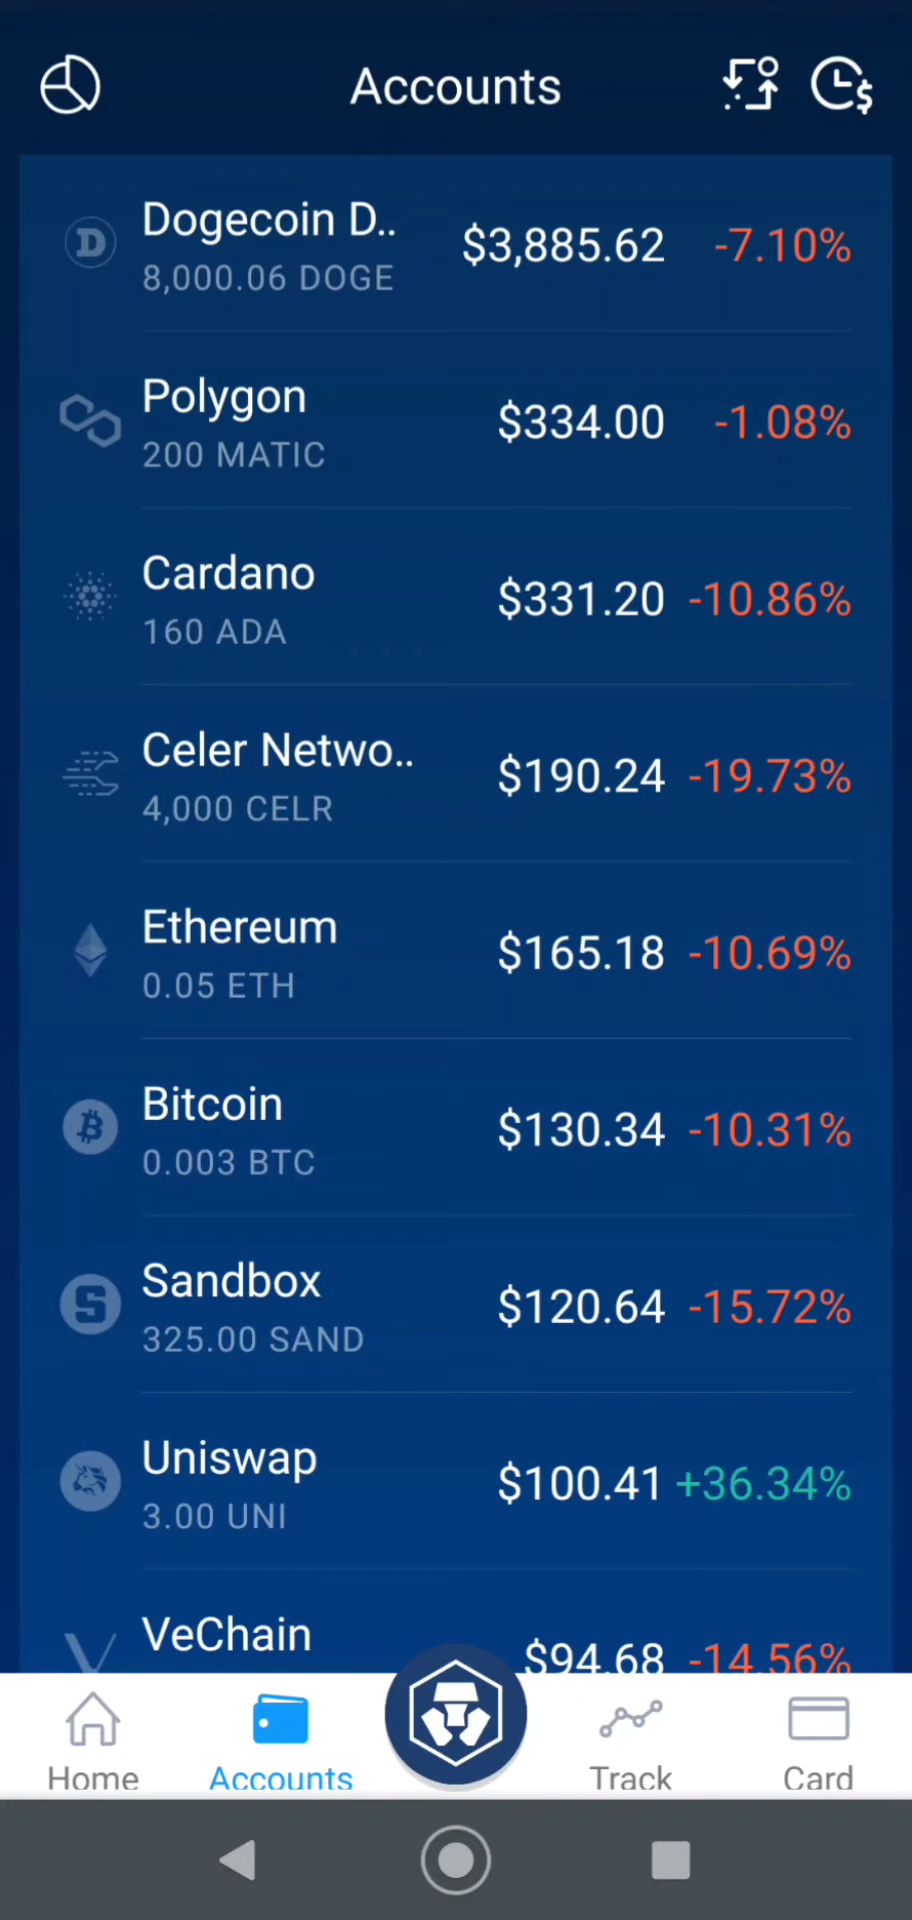 Accounts
Dogecoin D..
$3,885.62 -7.10%
8,000.06 DOGE
Polygon
$334.00 -1.08%
200 MATIC
Cardano
$331.20 -10.86%
160 ADA
Celer Netwo..
$190.24 -19.73%
4,000 CELR
Ethereum
$165.18 -10.69%
0.05 ETH
Bitcoin
$130.34 -10.31%
0.003 BTC
Sandbox
$120.64 -15.72%
325.00 SAND
Uniswap
$100.41 +36.34%
3.00 UNI
VeChain
$94.68 -14.56%
Home Accounts Track Card